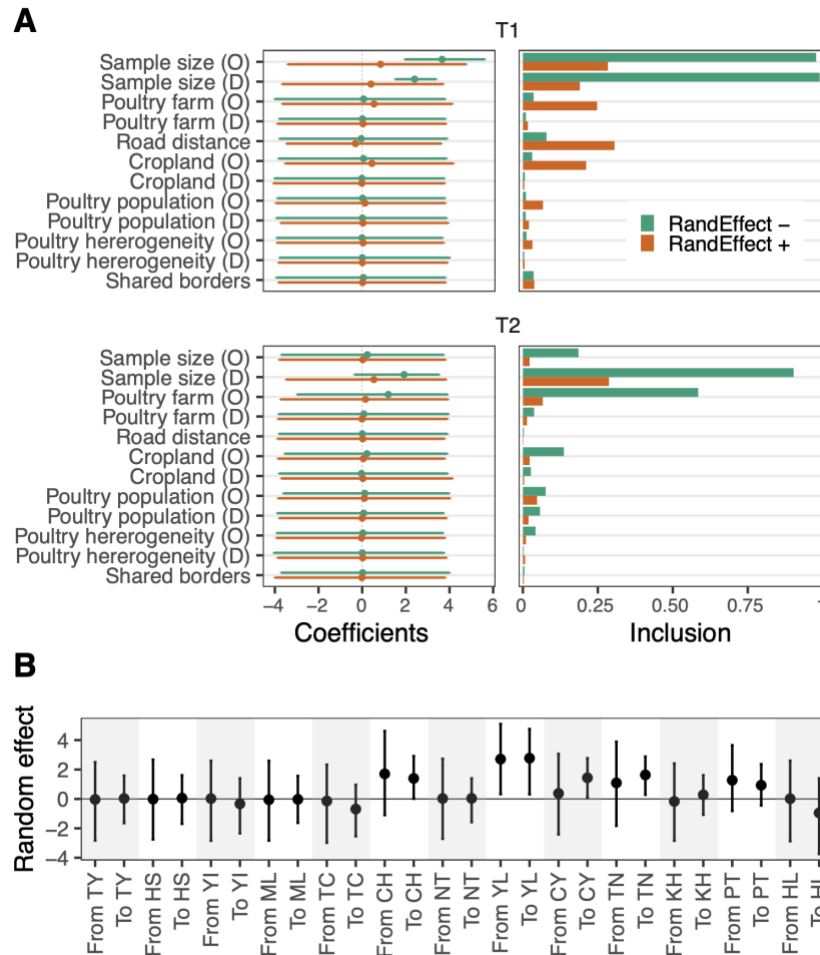 A
T1
Sample size (O)
Sample size (D)
Poultry farm (O)
Poultry farm (D)
Road distance
Cropland (O)
Cropland (D)
Poultry population (O)
Poultry population (D)
Poultry hererogeneity (O)
Poultry hererogeneity (D)
Shared borders
RandEffect −
RandEffect +
T2
Sample size (O)
Sample size (D)
Poultry farm (O)
Poultry farm (D)
Road distance
Cropland (O)
Cropland (D)
Poultry population (O)
Poultry population (D)
Poultry hererogeneity (O)
Poultry hererogeneity (D)
Shared borders
−4 −2 0 2 4 6
0 0.25 0.50 0.75
Coefficients
Inclusion
B
Random effect
4
2
0
−2
−4
From TY
To TY
From HS
To HS
From YI
To YI
From ML
To ML
From TC
To TC
From CH
To CH
From NT
To NT
From YL
To YL
From CY
To CY
From TN
To TN
From KH
To KH
From PT
To PT
From HL